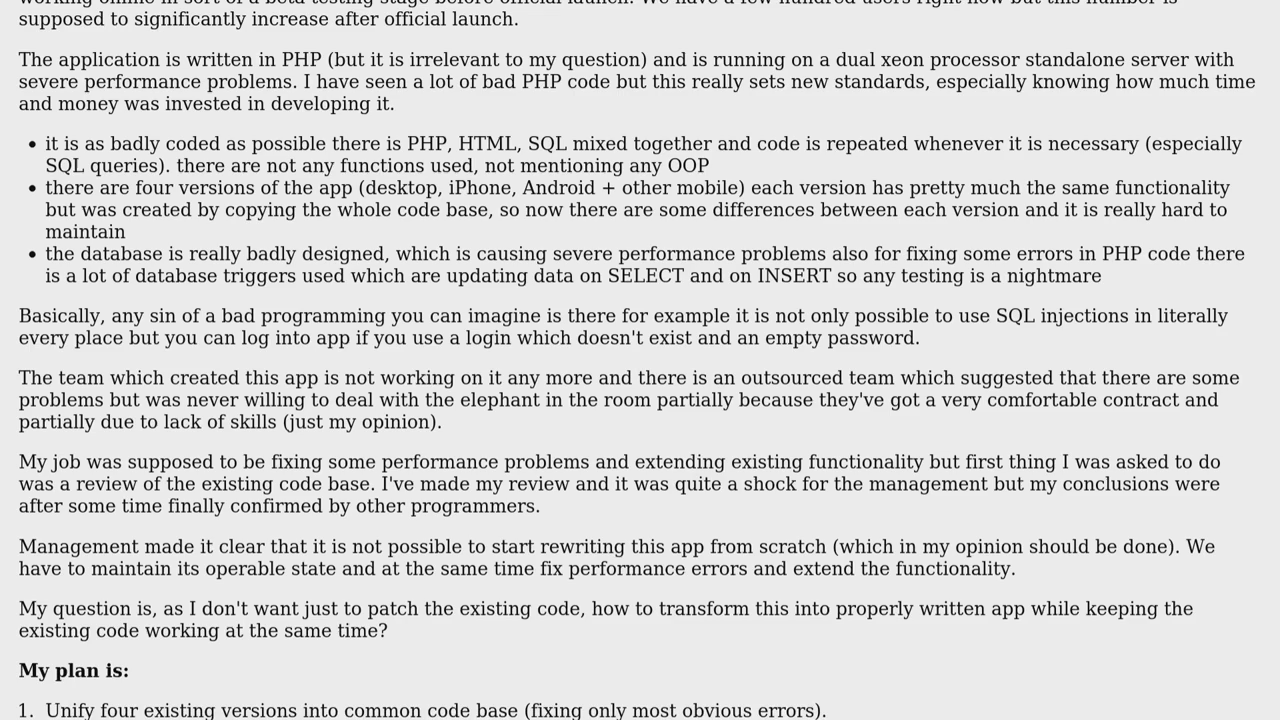 working online in sort of a beta testing stage before official launch. We have a few hundred users right now but this number is
supposed to significantly increase after official launch.
The application is written in PHP (but it is irrelevant to my question) and is running on a dual xeon processor standalone server with
severe performance problems. I have seen a lot of bad PHP code but this really sets new standards, especially knowing how much time
and money was invested in developing it.
• it is as badly coded as possible there is PHP, HTML, SQL mixed together and code is repeated whenever it is necessary (especially
SQL queries). there are not any functions used, not mentioning any OOP
• there are four versions of the app (desktop, iPhone, Android + other mobile) each version has pretty much the same functionality
but was created by copying the whole code base, so now there are some differences between each version and it is really hard to
maintain
• the database is really badly designed, which is causing severe performance problems also for fixing some errors in PHP code there
is a lot of database triggers used which are updating data on SELECT and on INSERT so any testing is a nightmare
Basically, any sin of a bad programming you can imagine is there for example it is not only possible to use SQL injections in literally
every place but you can log into app if you use a login which doesn't exist and an empty password.
The team which created this app is not working on it any more and there is an outsourced team which suggested that there are some
problems but was never willing to deal with the elephant in the room partially because they've got a very comfortable contract and
partially due to lack of skills (just my opinion).
My job was supposed to be fixing some performance problems and extending existing functionality but first thing I was asked to do
was a review of the existing code base. I've made my review and it was quite a shock for the management but my conclusions were
after some time finally confirmed by other programmers.
Management made it clear that it is not possible to start rewriting this app from scratch (which in my opinion should be done). We
have to maintain its operable state and at the same time fix performance errors and extend the functionality.
My question is, as I don't want just to patch the existing code, how to transform this into properly written app while keeping the
existing code working at the same time?
My plan is:
1. Unify four existing versions into common code base (fixing only most obvious errors).